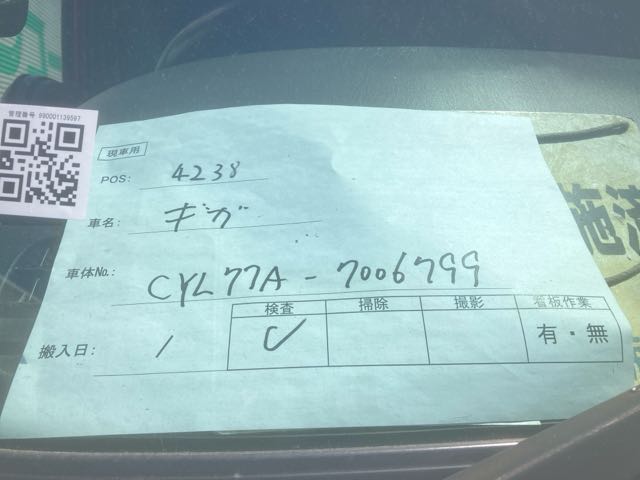 管理番号 990001139597
現車用
POS: 4238
車名: ギガ
車体No.: CYL77A-7006799
検査 掃除 撮影 看板作業
搬入日: / ✓ 有・無